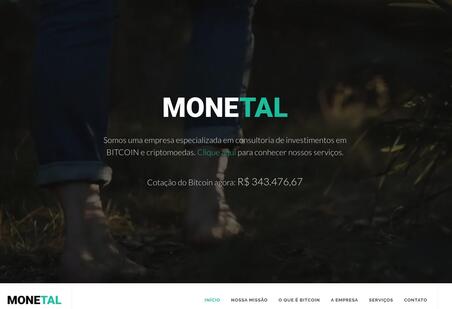 MONETAL
Somos uma empresa especializada em consultoria de investimentos em
BITCOIN e criptomoedas. Clique aqui para conhecer nossos serviços.
Cotação do Bitcoin agora: R$ 343.476,67
MONETAL
INÍCIO NOSSA MISSÃO O QUE É BITCOIN A EMPRESA SERVIÇOS CONTATO